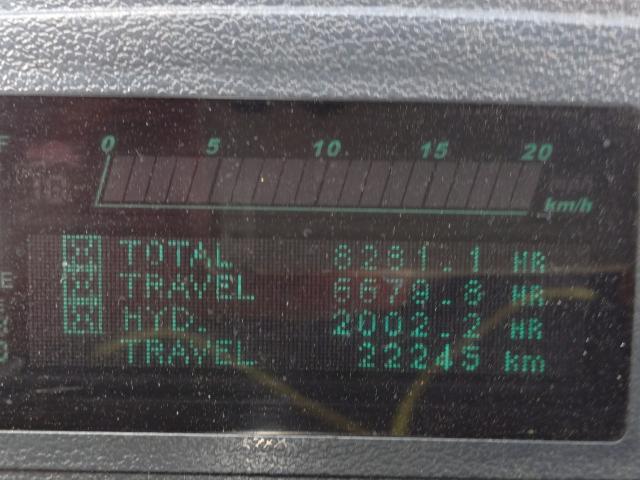 0 5 10 15 20
km/h
F
TOTAL 8281.1 HR
E
TRAVEL 6679.8 HR
HYD. 2002.2 HR
TRAVEL 22245 km